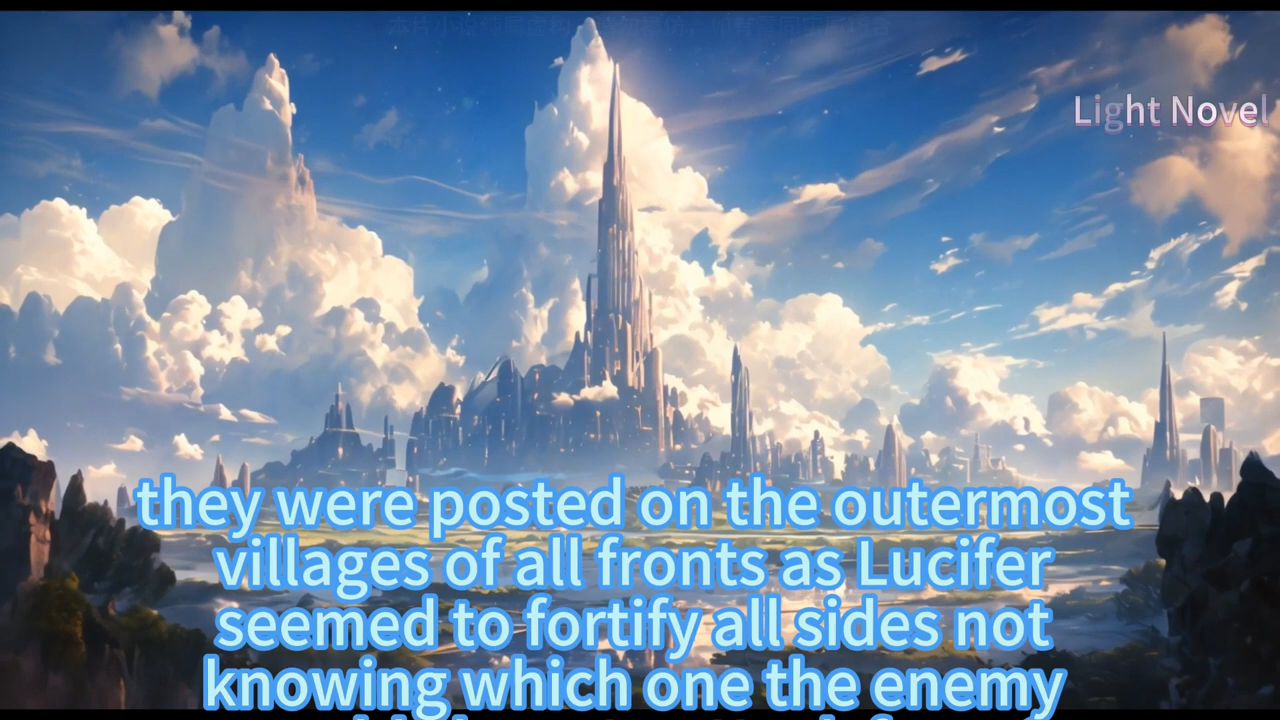 Light Novel
they were posted on the outermost
villages of all fronts as Lucifer
seemed to fortify all sides not
knowing which one the enemy